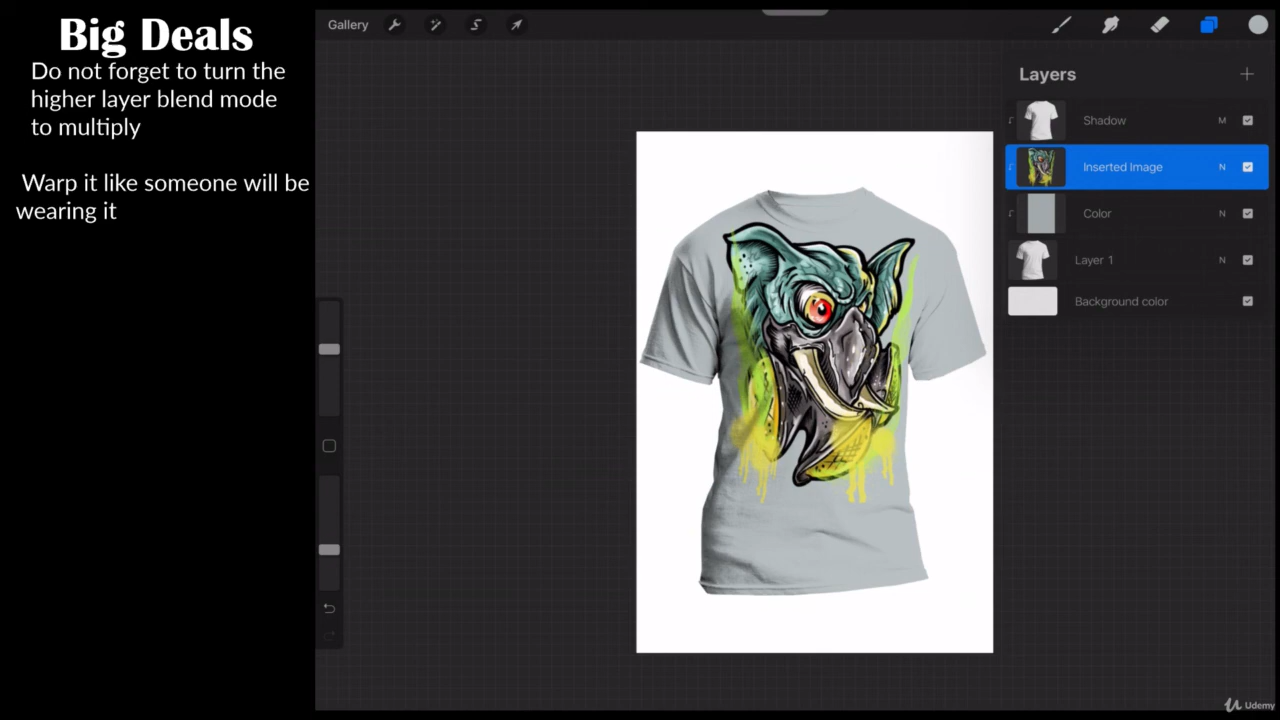 Big Deals
Do not forget to turn the
higher layer blend mode
to multiply
Warp it like someone will be
wearing it
Gallery
Layers
Shadow M
Inserted Image N
Color N
Layer 1 N
Background color
Udemy